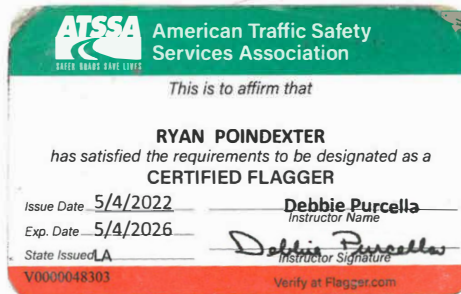 ATSSA
SAFER ROADS SAVE LIVES
American Traffic Safety
Services Association
This is to affirm that
RYAN POINDEXTER
has satisfied the requirements to be designated as a
CERTIFIED FLAGGER
Issue Date 5/4/2022
Debbie Purcella
Instructor Name
Exp. Date 5/4/2026
Debbie Purcella
State Issued LA
Instructor Signature
V0000048303
Verify at Flagger.com